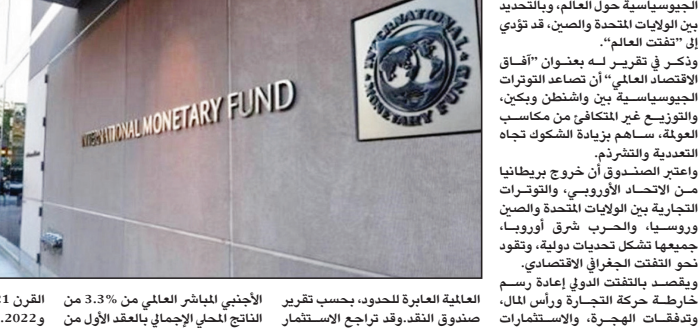 الجيوسياسية حول العالم، وبالتحديد
بين الولايات المتحدة والصين، قد تؤدي
إلى ”تفتت العالم“.
وذكر في تقرير له بعنوان ”آفاق
الاقتصاد العالمي“ أن تصاعد التوترات
الجيوسياسية بين واشنطن وبكين،
والتوزيع غير المتكافئ من مكاسب
العولمة، ساهم بزيادة الشكوك تجاه
التعددية والتشرذم.
واعتبر الصندوق أن خروج بريطانيا
من الاتحاد الأوروبي، والتوترات
التجارية بين الولايات المتحدة والصين
وروسيا، والحرب شرق أوروبا،
جميعها تشكل تحديات دولية، وتقود
نحو التفتت الجغرافي الاقتصادي.
ويقصد بالتفتت الدولي إعادة رسم
خارطة حركة التجارة ورأس المال،
وتدفقات الهجرة، والاستثمارات
INTERNATIONAL MONETARY FUND
INTERNATIONAL MONETARY FUND
العالمية العابرة للحدود، بحسب تقرير
صندوق النقد.وقد تراجع الاستثمار
الأجنبي المباشر العالمي من 3.3% من
الناتج المحلي الإجمالي بالعقد الأول من
القرن 21
و2022.